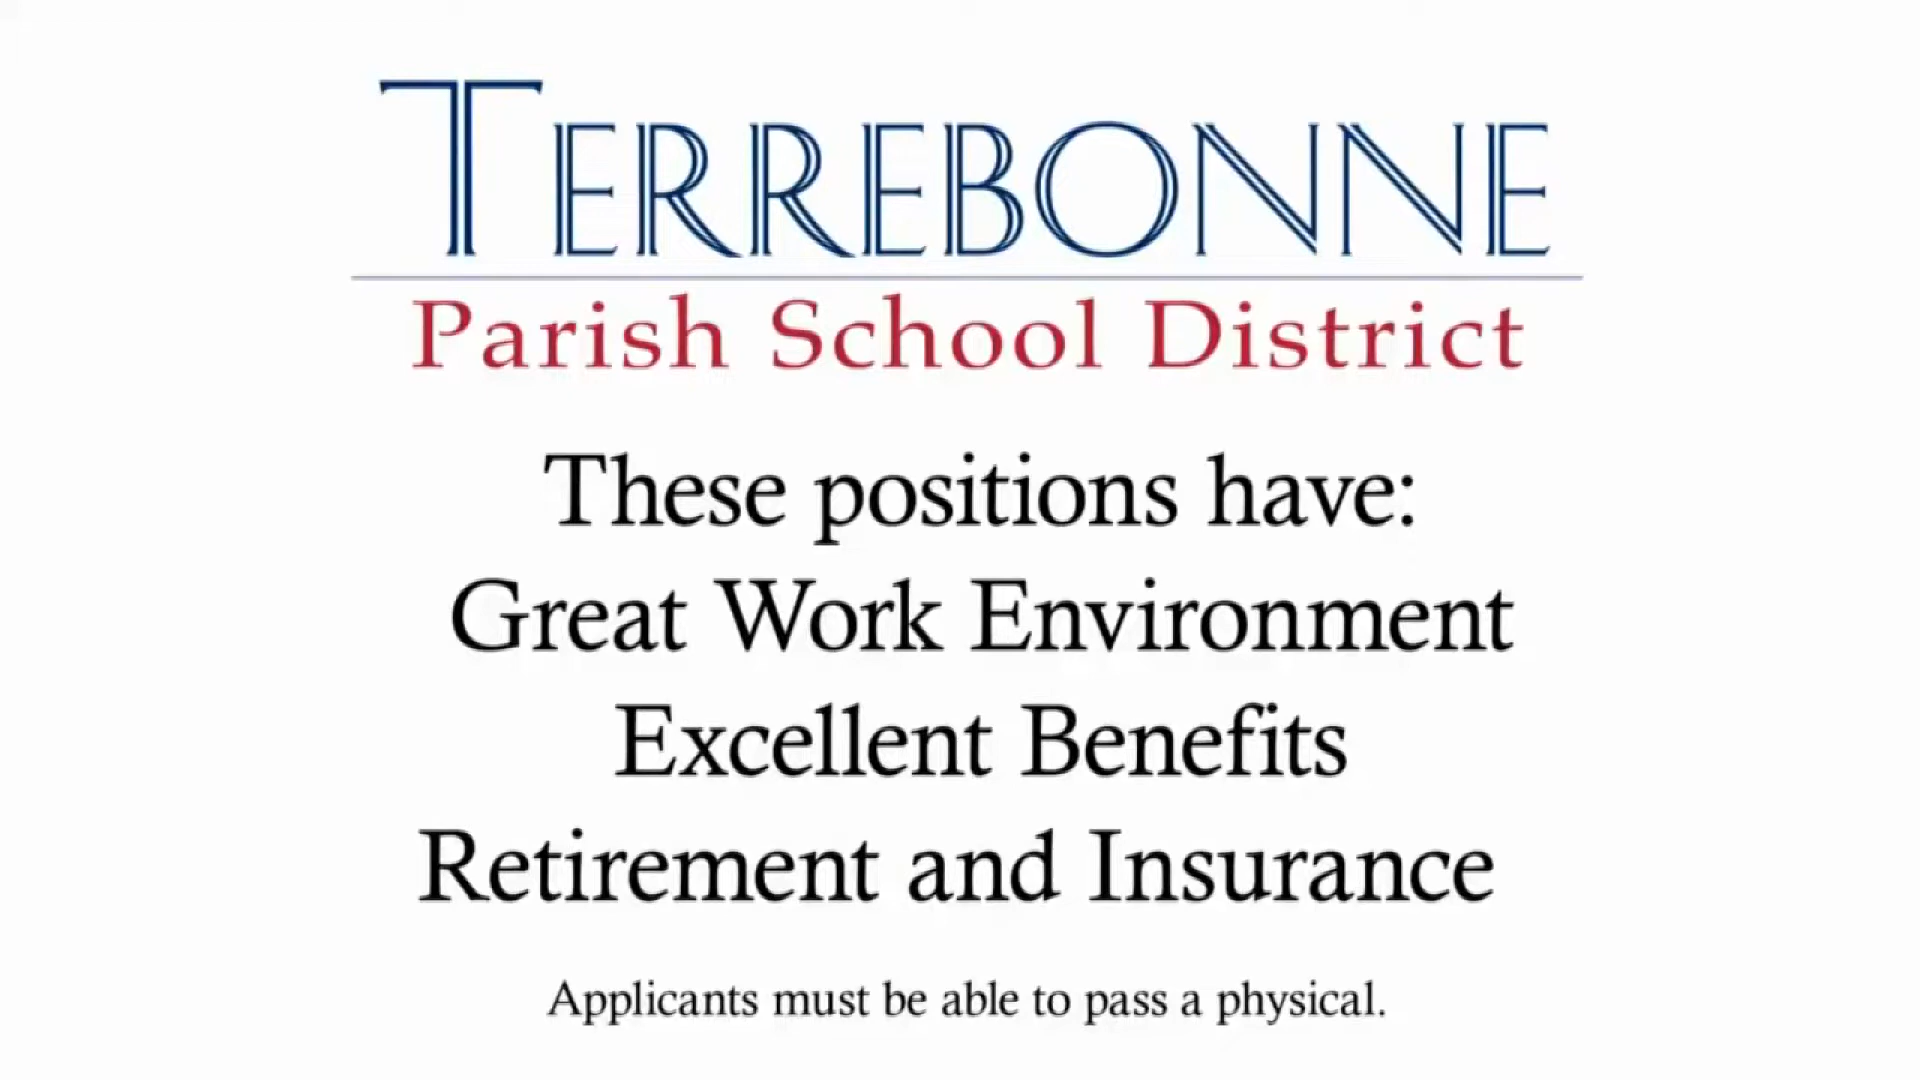 TERREBONNE
Parish School District
These positions have:
Great Work Environment
Excellent Benefits
Retirement and Insurance
Applicants must be able to pass a physical.